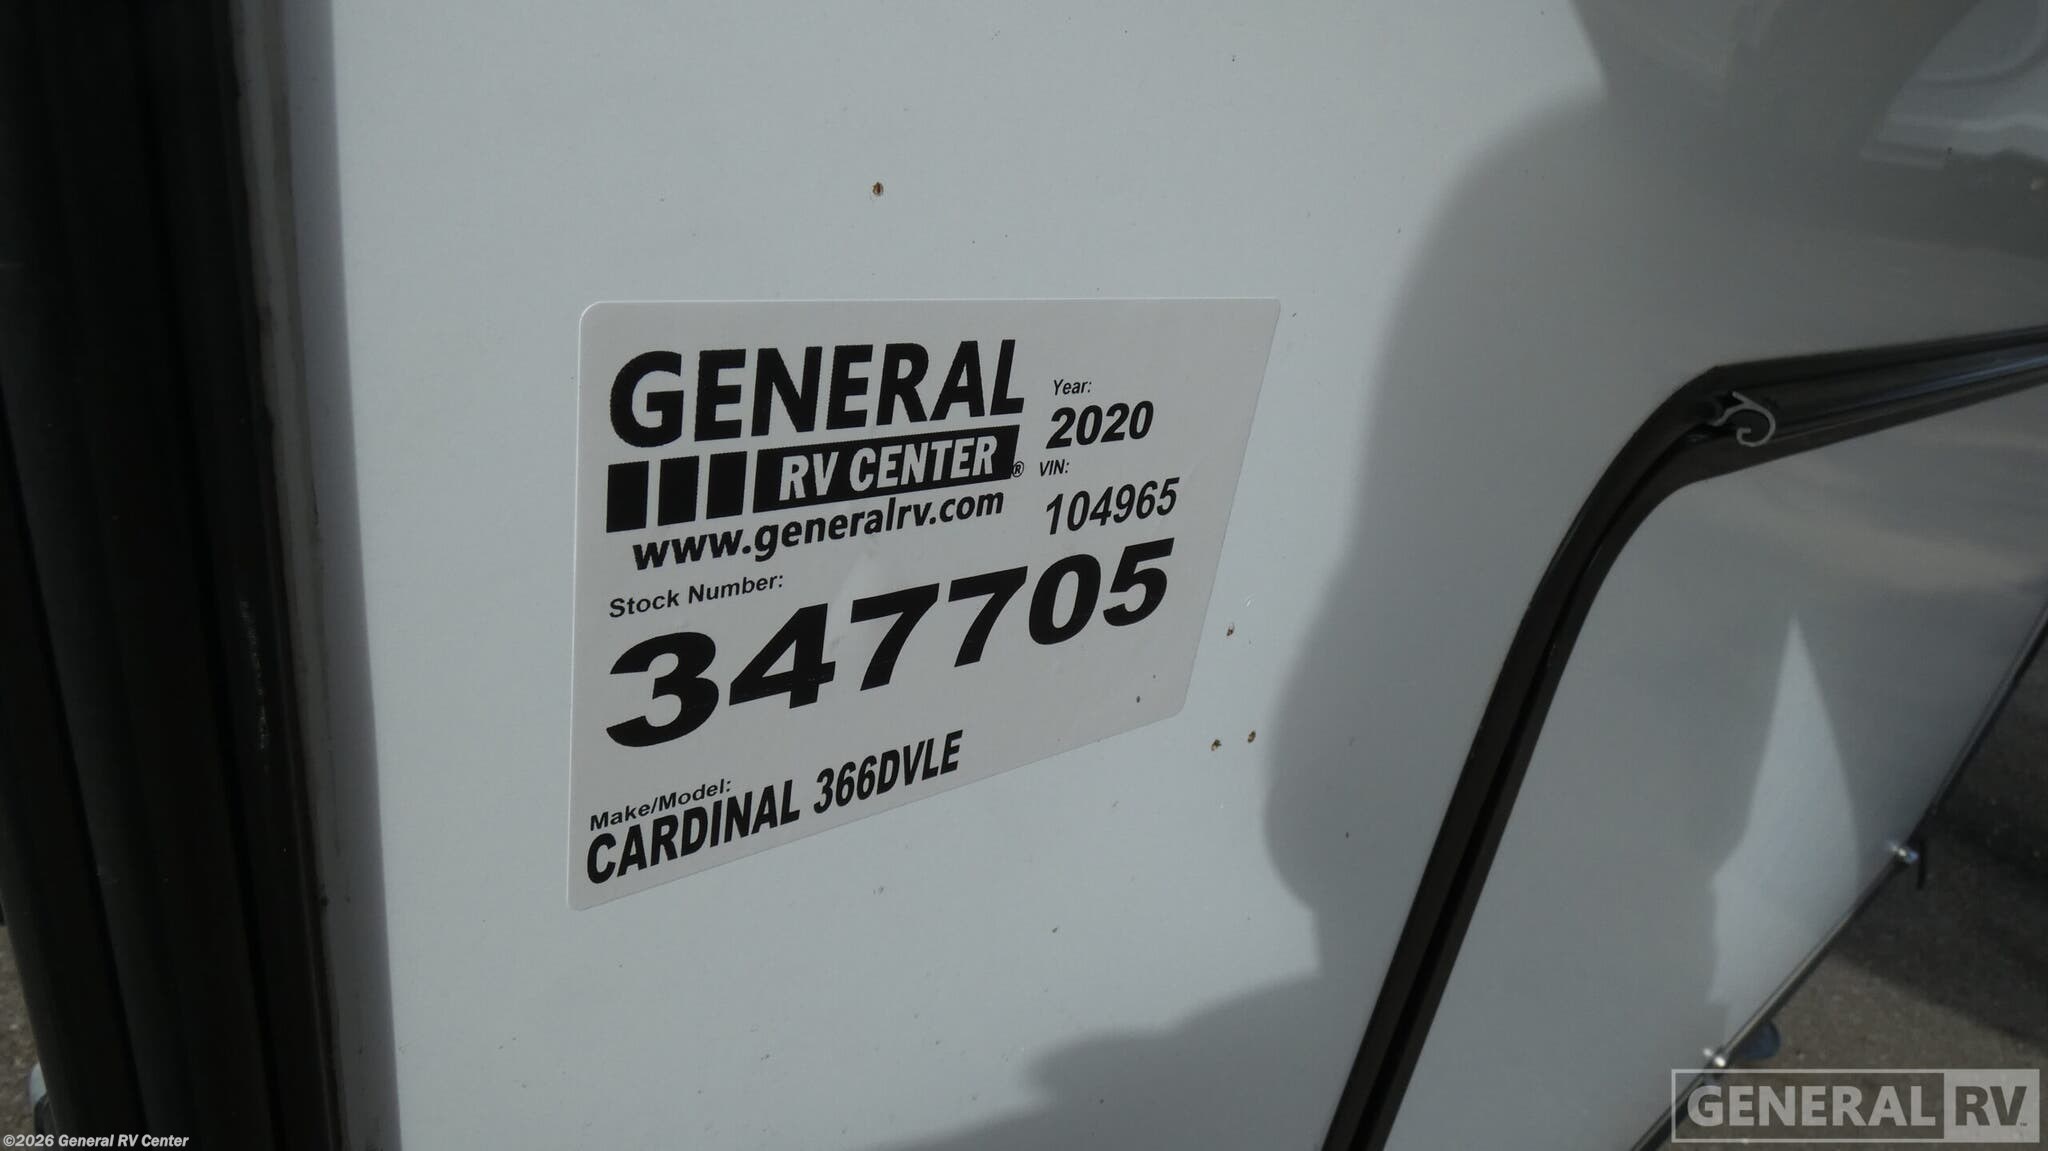 GENERAL
RV CENTER®
www.generalrv.com
Year:
2020
VIN:
104965
Stock Number:
347705
Make/Model:
CARDINAL 366DVLE
©2026 General RV Center
GENERAL RV™